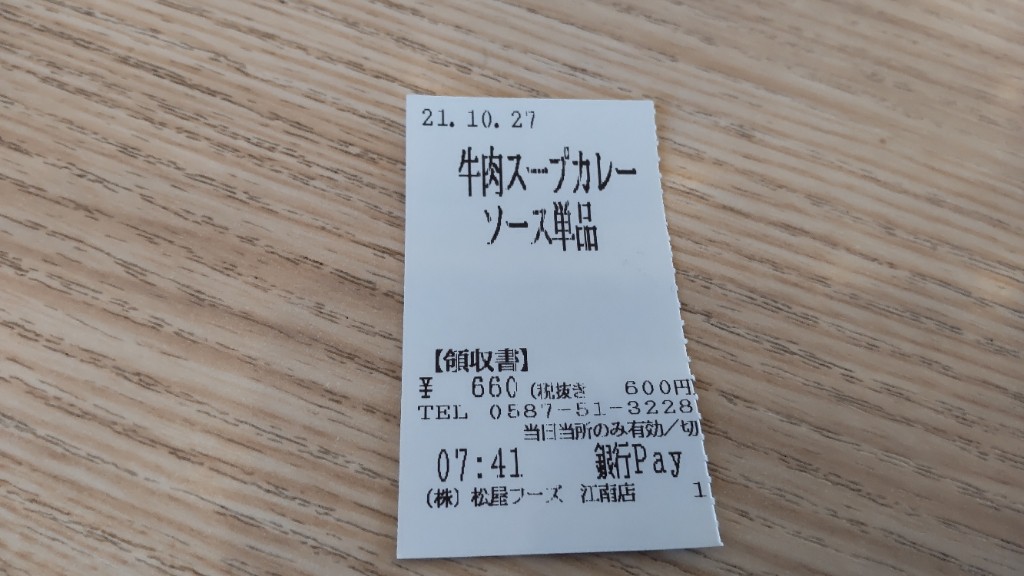 21.10.27
牛肉スープカレー
ソース単品
【領収書】
¥ 660 (税抜き 600円
TEL 0587-51-3228
当日当所のみ有効/切
07:41 銀行Pay
(株)松屋フーズ 江南店 1